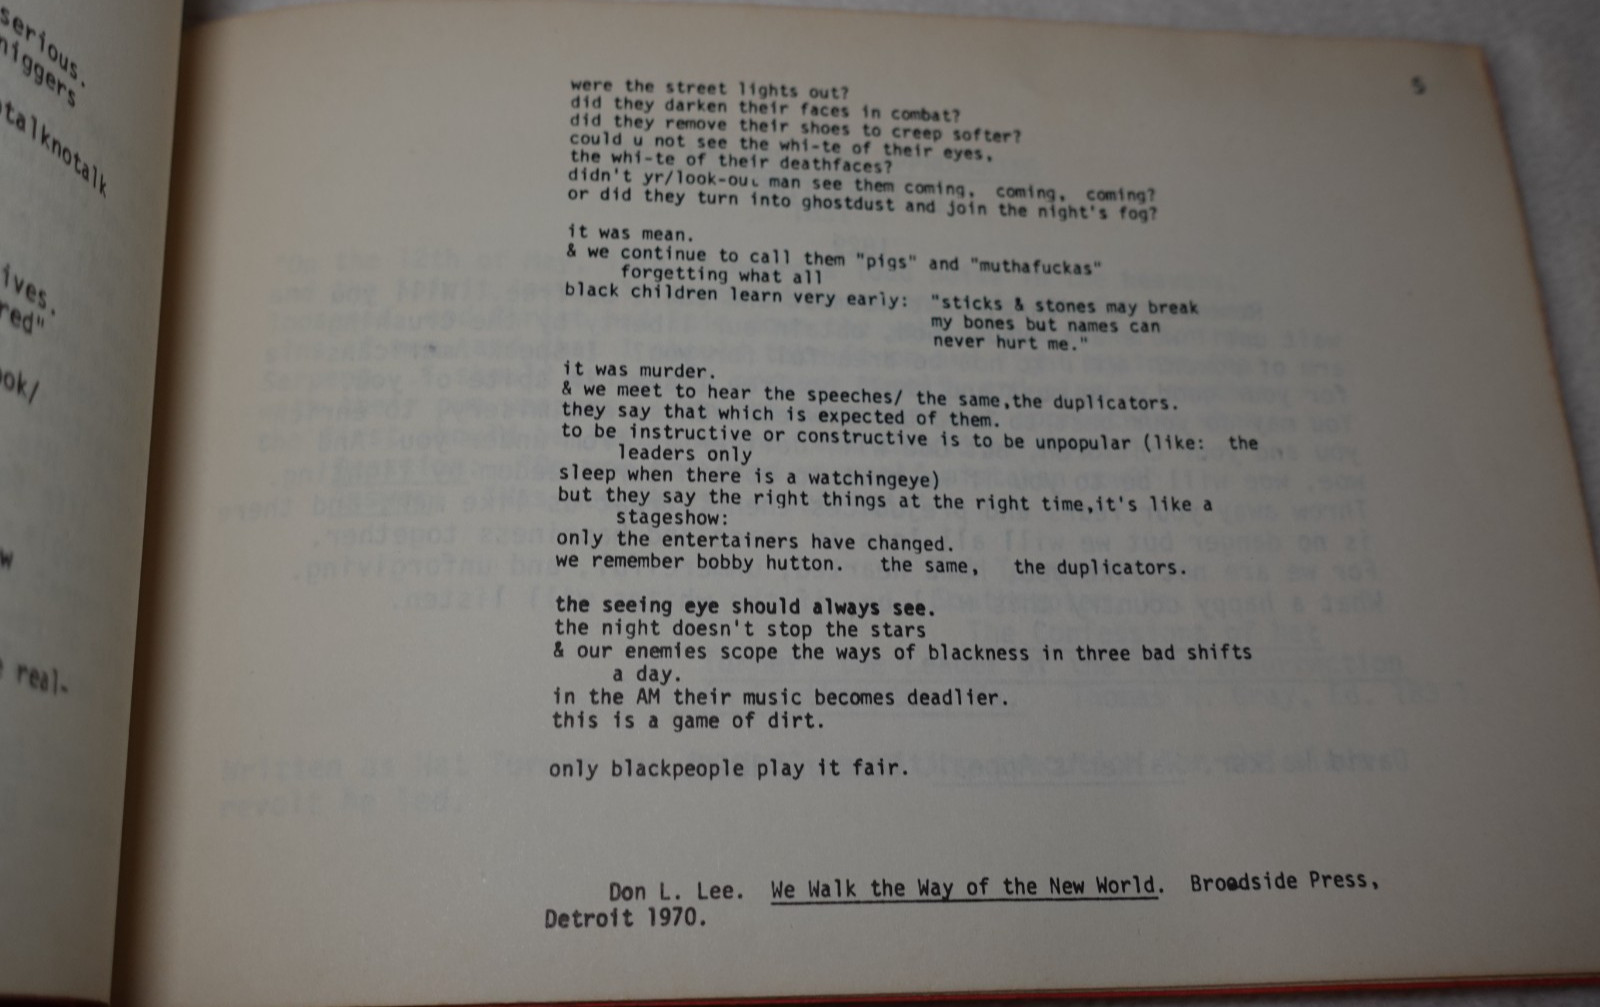 serious.
niggers
talknotalk
ives.
red"
ook/
w
real-
5
were the street lights out?
did they darken their faces in combat?
did they remove their shoes to creep softer?
could u not see the whi-te of their eyes,
the whi-te of their deathfaces?
didn't yr/look-out man see them coming, coming, coming?
or did they turn into ghostdust and join the night's fog?
it was mean.
& we continue to call them "pigs" and "muthafuckas"
forgetting what all
black children learn very early: "sticks & stones may break
my bones but names can
never hurt me."
it was murder.
& we meet to hear the speeches/ the same,the duplicators.
they say that which is expected of them.
to be instructive or constructive is to be unpopular (like: the
leaders only
sleep when there is a watchingeye)
but they say the right things at the right time,it's like a
stageshow:
only the entertainers have changed.
we remember bobby hutton. the same, the duplicators.
the seeing eye should always see.
the night doesn't stop the stars
& our enemies scope the ways of blackness in three bad shifts
a day.
in the AM their music becomes deadlier.
this is a game of dirt.
only blackpeople play it fair.
Don L. Lee. We Walk the Way of the New World. Broadside Press,
Detroit 1970.